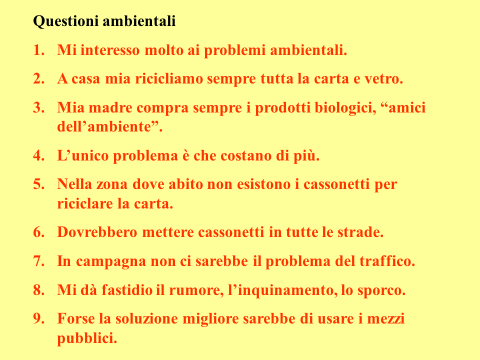 Questioni ambientali
1. Mi interesso molto ai problemi ambientali.
2. A casa mia ricicliamo sempre tutta la carta e vetro.
3. Mia madre compra sempre i prodotti biologici, “amici
dell’ambiente”.
4. L’unico problema è che costano di più.
5. Nella zona dove abito non esistono i cassonetti per
riciclare la carta.
6. Dovrebbero mettere cassonetti in tutte le strade.
7. In campagna non ci sarebbe il problema del traffico.
8. Mi dà fastidio il rumore, l’inquinamento, lo sporco.
9. Forse la soluzione migliore sarebbe di usare i mezzi
pubblici.